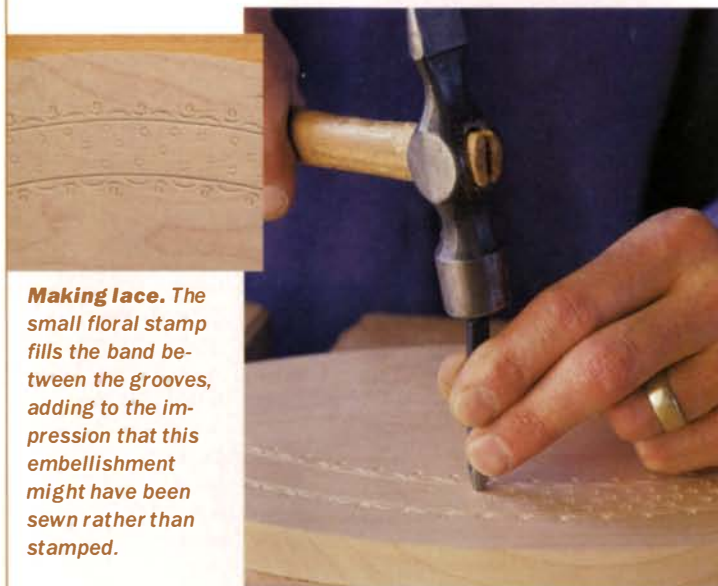 Making lace. The
small floral stamp
fills the band be-
tween the grooves,
adding to the im-
pression that this
embellishment
might have been
sewn rather than
stamped.